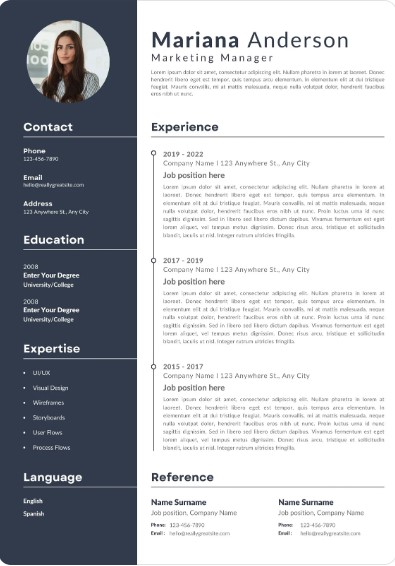 Mariana Anderson
Marketing Manager
Lorem ipsum dolor sit amet, consectetur adipiscing elit. Nullam pharetra in lorem at laoreet. Donec
hendrerit libero eget est tempor, quis tempus arcu elementum. In elementum elit at dui tristique
feugiat. Mauris convallis, mi at mattis malesuada, neque nulla volutpat dolor, hendrerit faucibus
eros nibh ut nunc.
Contact
Phone
123-456-7890
Email
hello@reallygreatsite.com
Address
123 Anywhere St., Any City
Education
2008
Enter Your Degree
University/College
2008
Enter Your Degree
University/College
Expertise
• UI/UX
• Visual Design
• Wireframes
• Storyboards
• User Flows
• Process Flows
Language
English
Spanish
Experience
2019 - 2022
Company Name l 123 Anywhere St., Any City
Job position here
Lorem ipsum dolor sit amet, consectetur adipiscing elit. Nullam pharetra in lorem at
laoreet. Donec hendrerit libero eget est tempor, quis tempus arcu elementum. In
elementum elit at dui tristique feugiat. Mauris convallis, mi at mattis malesuada, neque
nulla volutpat dolor, hendrerit faucibus eros nibh ut nunc. Proin luctus urna id nunc
sagittis dignissim. Sed in libero sed libero dictum dapibus. Vivamus fermentum est eget
lorem aliquet, vel tempus metus dignissim. Donec risus arcu, tristique et sollicitudin
blandit, iaculis ut nisl. Integer rhoncus ultricies fringilla.
2017 - 2019
Company Name l 123 Anywhere St., Any City
Job position here
Lorem ipsum dolor sit amet, consectetur adipiscing elit. Nullam pharetra in lorem at
laoreet. Donec hendrerit libero eget est tempor, quis tempus arcu elementum. In
elementum elit at dui tristique feugiat. Mauris convallis, mi at mattis malesuada, neque
nulla volutpat dolor, hendrerit faucibus eros nibh ut nunc. Proin luctus urna id nunc
sagittis dignissim. Sed in libero sed libero dictum dapibus. Vivamus fermentum est eget
lorem aliquet, vel tempus metus dignissim. Donec risus arcu, tristique et sollicitudin
blandit, iaculis ut nisl. Integer rhoncus ultricies fringilla.
2015 - 2017
Company Name l 123 Anywhere St., Any City
Job position here
Lorem ipsum dolor sit amet, consectetur adipiscing elit. Nullam pharetra in lorem at
laoreet. Donec hendrerit libero eget est tempor, quis tempus arcu elementum. In
elementum elit at dui tristique feugiat. Mauris convallis, mi at mattis malesuada, neque
nulla volutpat dolor, hendrerit faucibus eros nibh ut nunc. Proin luctus urna id nunc
sagittis dignissim. Sed in libero sed libero dictum dapibus. Vivamus fermentum est eget
lorem aliquet, vel tempus metus dignissim. Donec risus arcu, tristique et sollicitudin
blandit, iaculis ut nisl. Integer rhoncus ultricies fringilla.
Reference
Name Surname
Job position, Company Name
Phone: 123-456-7890
Email: hello@reallygreatsite.com
Name Surname
Job position, Company Name
Phone: 123-456-7890
Email: hello@reallygreatsite.com